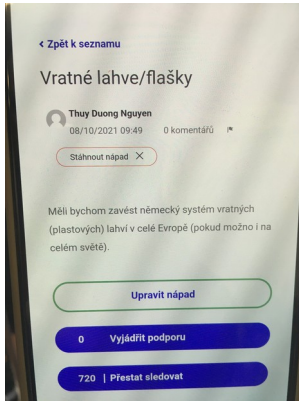 < Zpět k seznamu
Vratné lahve/flašky
Thuy Duong Nguyen
08/10/2021 09:49 0 komentářů
Stáhnout nápad ✕
Měli bychom zavést německý systém vratných
(plastových) lahví v celé Evropě (pokud možno i na
celém světě).
Upravit nápad
0 Vyjádřit podporu
720 | Přestat sledovat